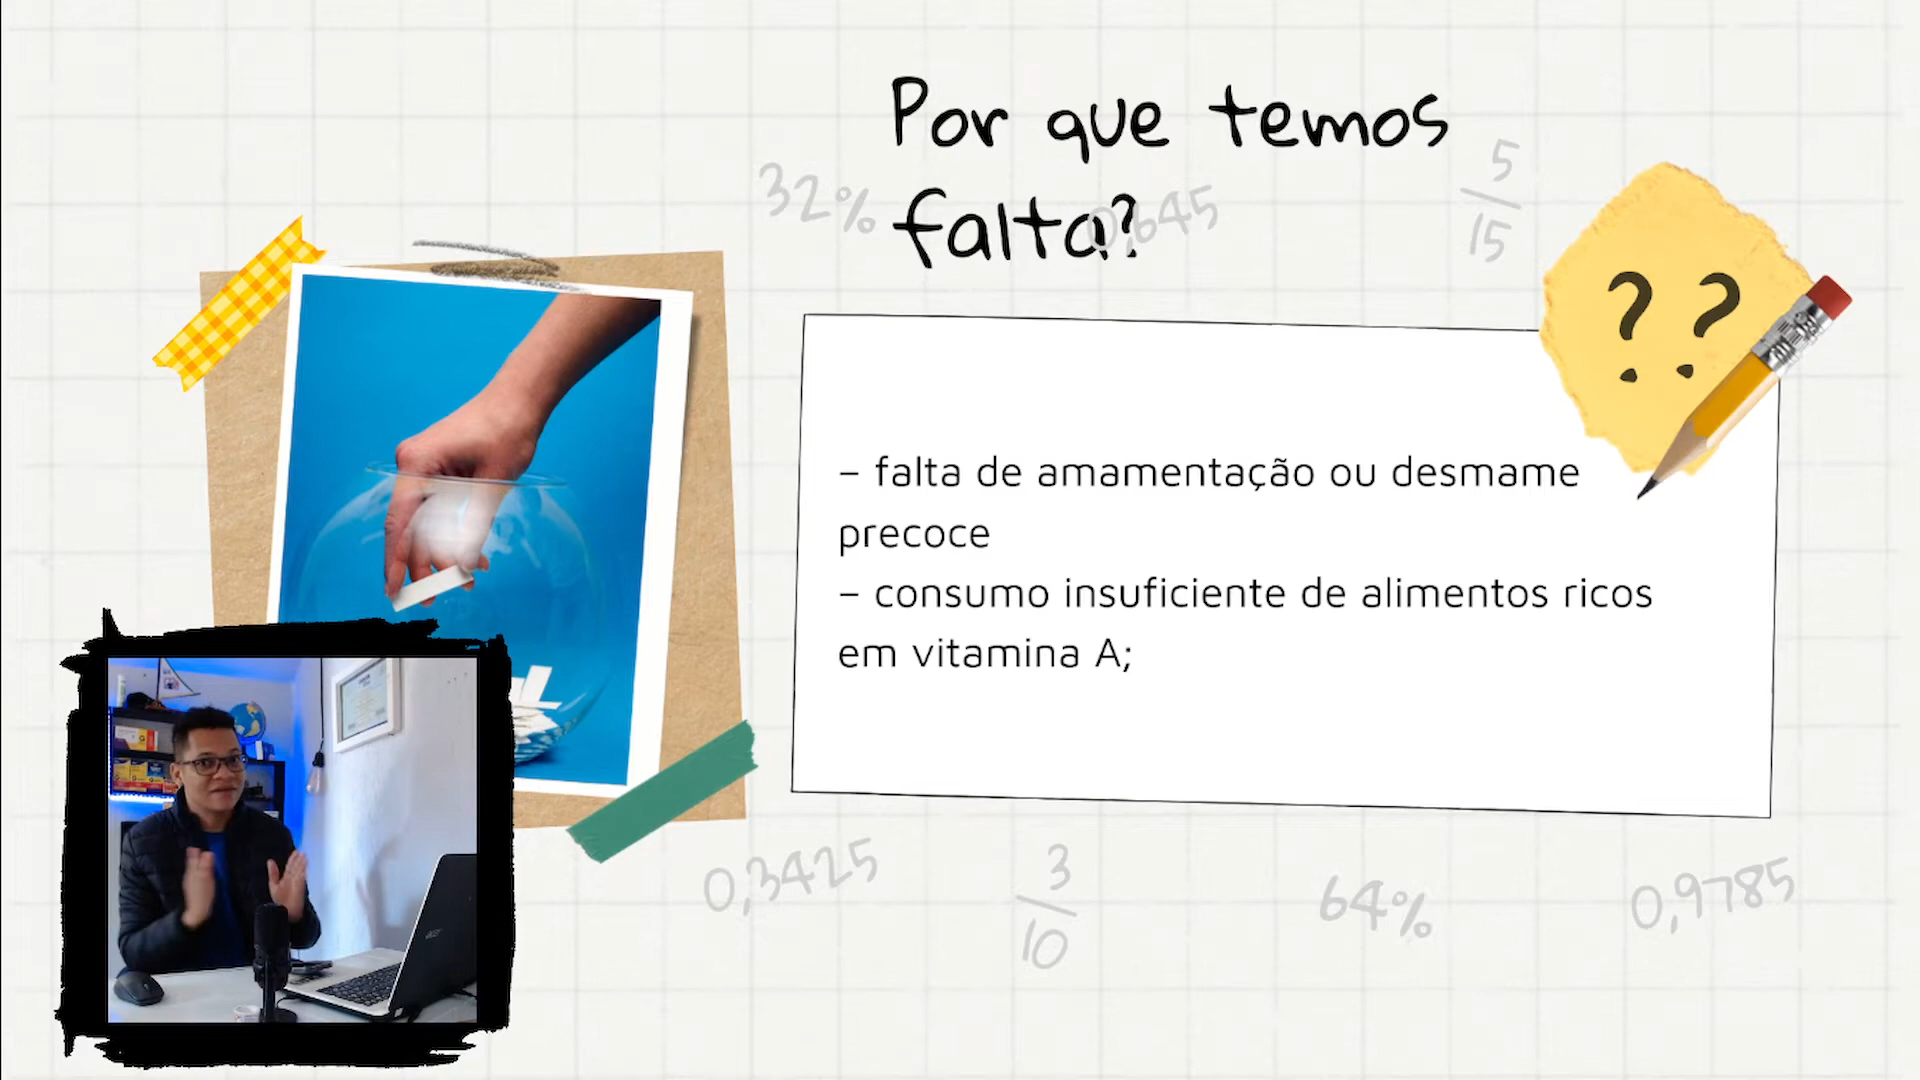 Por que temos
falta?
32%
0,645
5
15
? ?
– falta de amamentação ou desmame
precoce
– consumo insuficiente de alimentos ricos
em vitamina A;
0,3425
3
10
64%
0,9785
acer